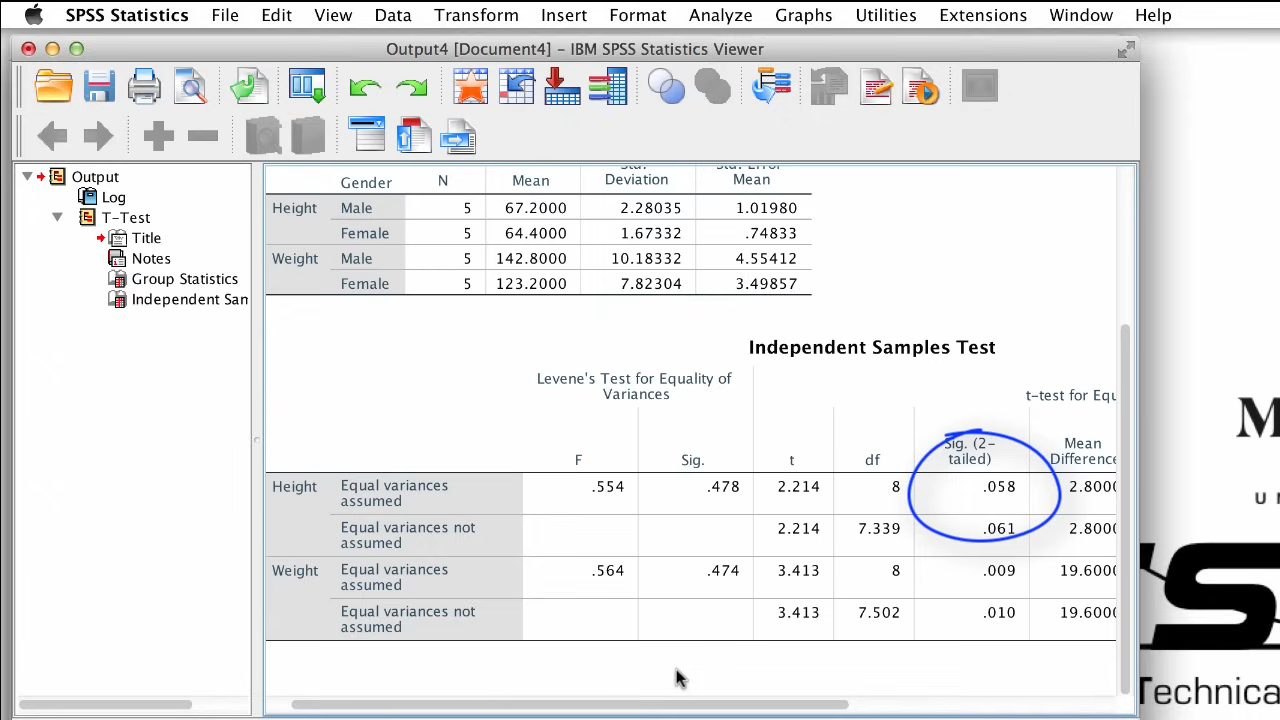 SPSS Statistics File Edit View Data Transform Insert Format Analyze Graphs Utilities Extensions Window Help
Output4 [Document4] – IBM SPSS Statistics Viewer
Output
Log
T-Test
Title
Notes
Group Statistics
Independent Sam
Gender N Mean Std. Deviation Std. Error Mean
Height Male 5 67.2000 2.28035 1.01980
Female 5 64.4000 1.67332 .74833
Weight Male 5 142.8000 10.18332 4.55412
Female 5 123.2000 7.82304 3.49857
Independent Samples Test
Levene's Test for Equality of
Variances
t-test for Equ
F Sig. t df Sig. (2-
tailed) Mean
Difference
Height Equal variances
assumed .554 .478 2.214 8 .058 2.8000
Equal variances not
assumed 2.214 7.339 .061 2.8000
Weight Equal variances
assumed .564 .474 3.413 8 .009 19.6000
Equal variances not
assumed 3.413 7.502 .010 19.6000
M
U N
S
Technica